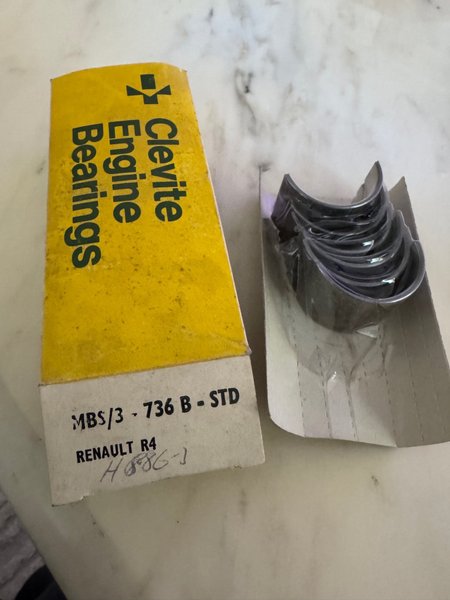 Clevite
Engine
Bearings
MBS/3 - 736 B - STD
RENAULT R4